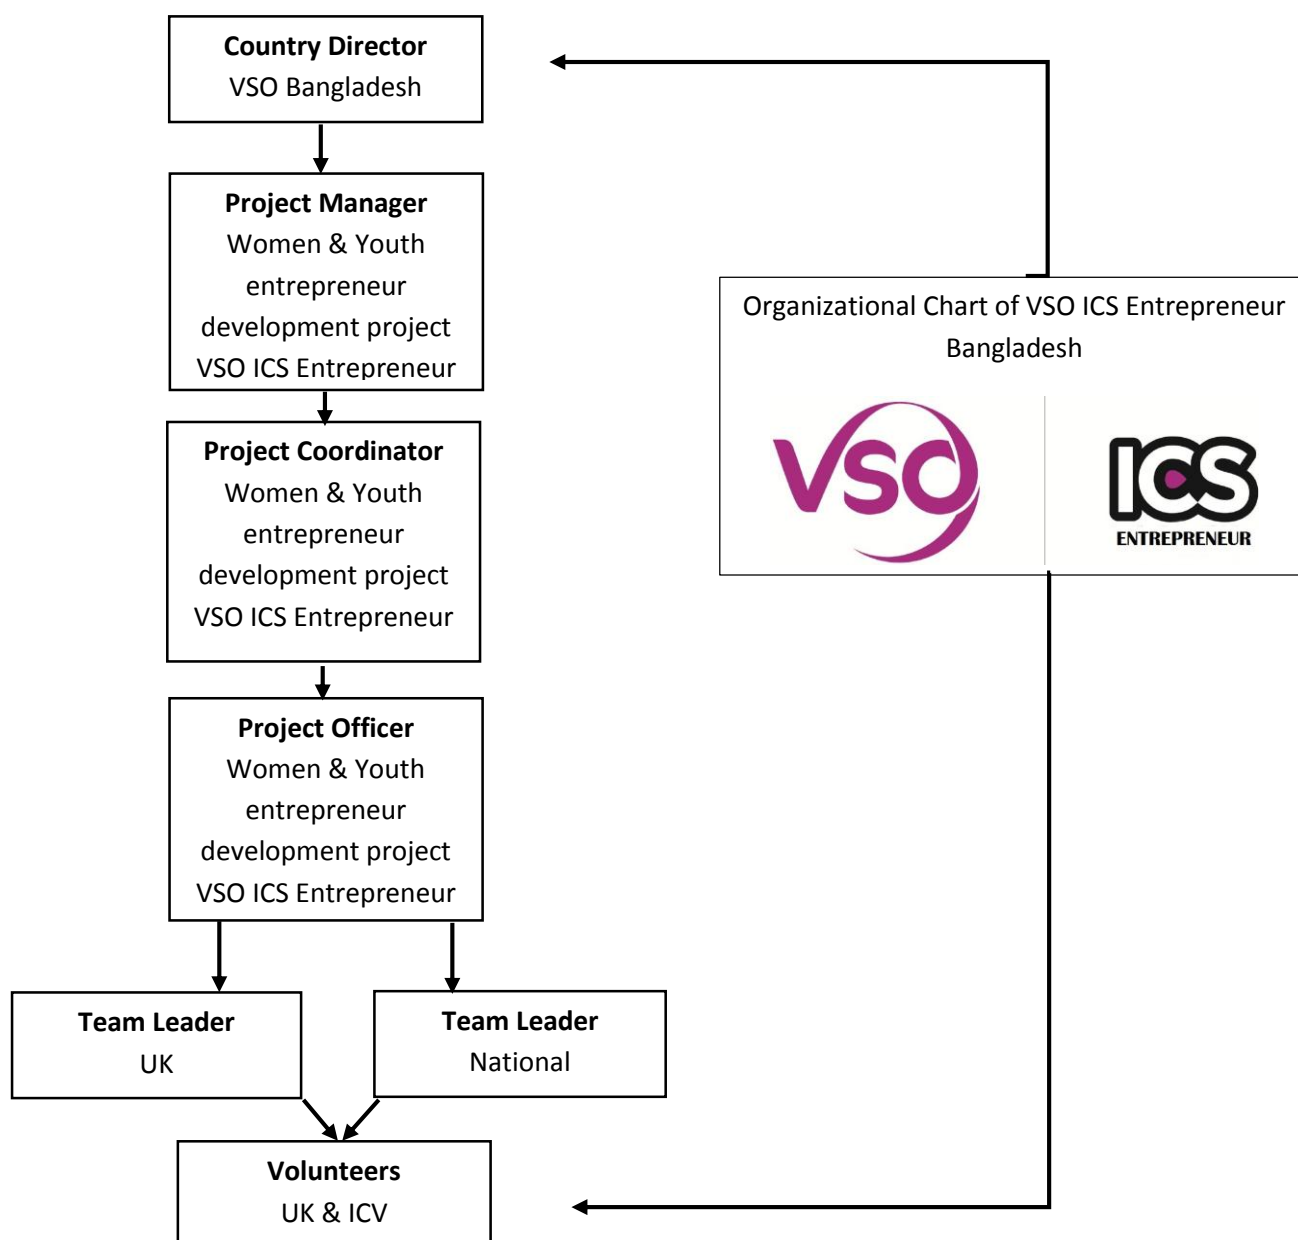 Country Director
VSO Bangladesh
Project Manager
Women & Youth
entrepreneur
development project
VSO ICS Entrepreneur
Organizational Chart of VSO ICS Entrepreneur
Bangladesh
VSO
ICS
ENTREPRENEUR
Project Coordinator
Women & Youth
entrepreneur
development project
VSO ICS Entrepreneur
Project Officer
Women & Youth
entrepreneur
development project
VSO ICS Entrepreneur
Team Leader
UK
Team Leader
National
Volunteers
UK & ICV